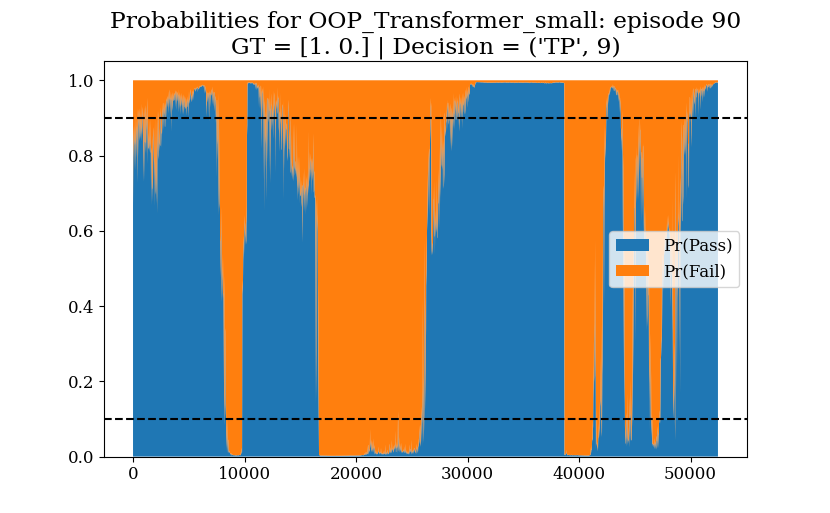 Probabilities for OOP_Transformer_small: episode 90
GT = [1. 0.] | Decision = ('TP', 9)
1.0
0.8
0.6
0.4
0.2
0.0
Pr(Pass)
Pr(Fail)
0 10000 20000 30000 40000 50000